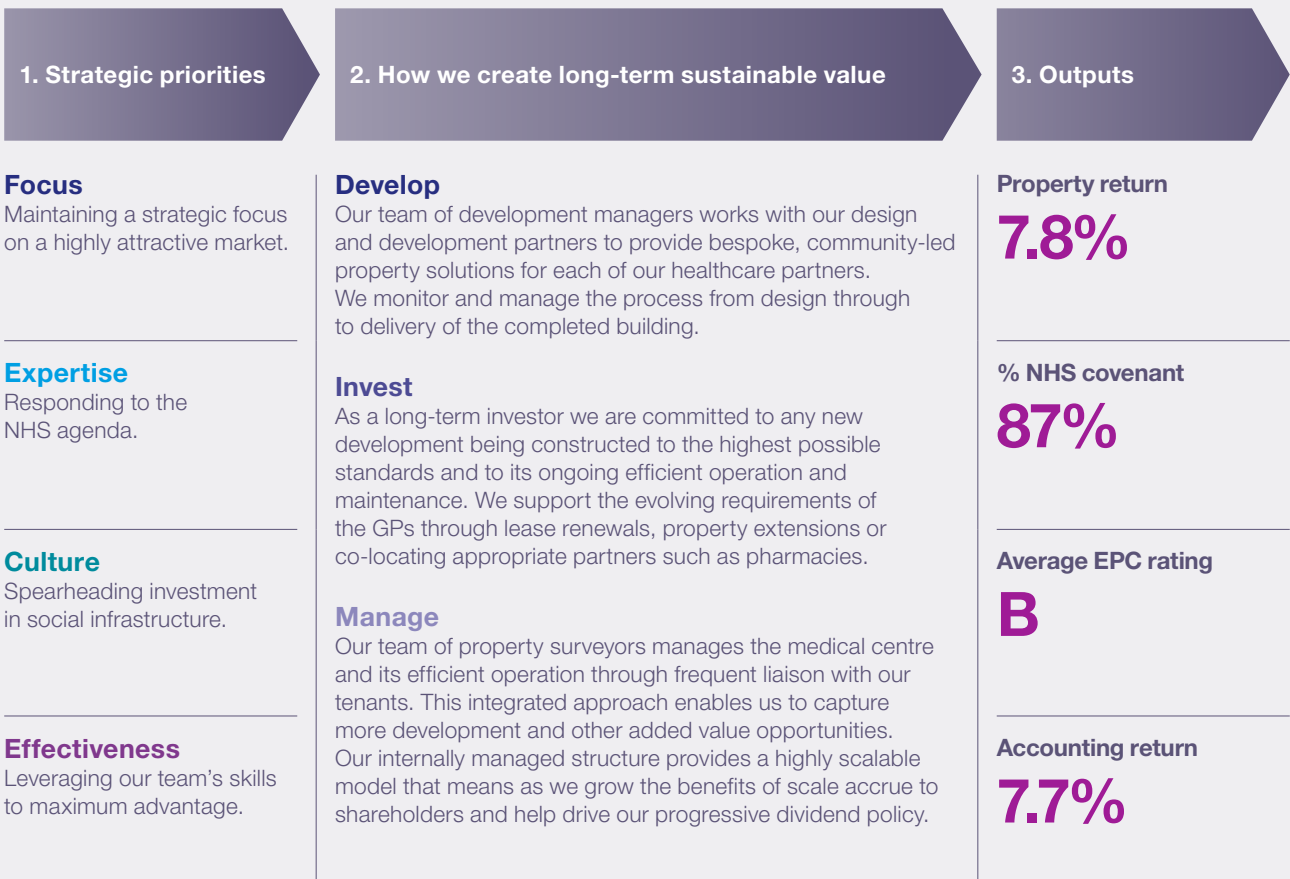 1. Strategic priorities
2. How we create long-term sustainable value
3. Outputs
Focus
Maintaining a strategic focus
on a highly attractive market.
Expertise
Responding to the
NHS agenda.
Culture
Spearheading investment
in social infrastructure.
Effectiveness
Leveraging our team’s skills
to maximum advantage.
Develop
Our team of development managers works with our design
and development partners to provide bespoke, community-led
property solutions for each of our healthcare partners.
We monitor and manage the process from design through
to delivery of the completed building.
Invest
As a long-term investor we are committed to any new
development being constructed to the highest possible
standards and to its ongoing efficient operation and
maintenance. We support the evolving requirements of
the GPs through lease renewals, property extensions or
co-locating appropriate partners such as pharmacies.
Manage
Our team of property surveyors manages the medical centre
and its efficient operation through frequent liaison with our
tenants. This integrated approach enables us to capture
more development and other added value opportunities.
Our internally managed structure provides a highly scalable
model that means as we grow the benefits of scale accrue to
shareholders and help drive our progressive dividend policy.
Property return
7.8%
% NHS covenant
87%
Average EPC rating
B
Accounting return
7.7%